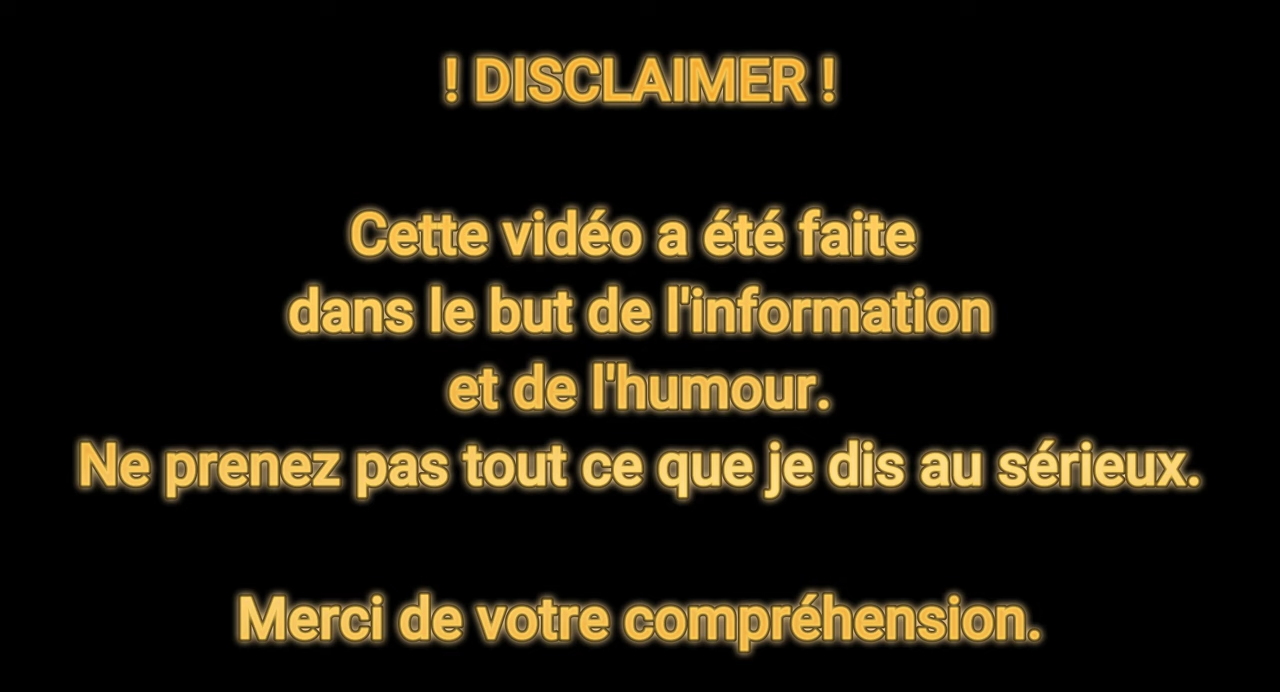 ! DISCLAIMER !
Cette vidéo a été faite
dans le but de l'information
et de l'humour.
Ne prenez pas tout ce que je dis au sérieux.
Merci de votre compréhension.